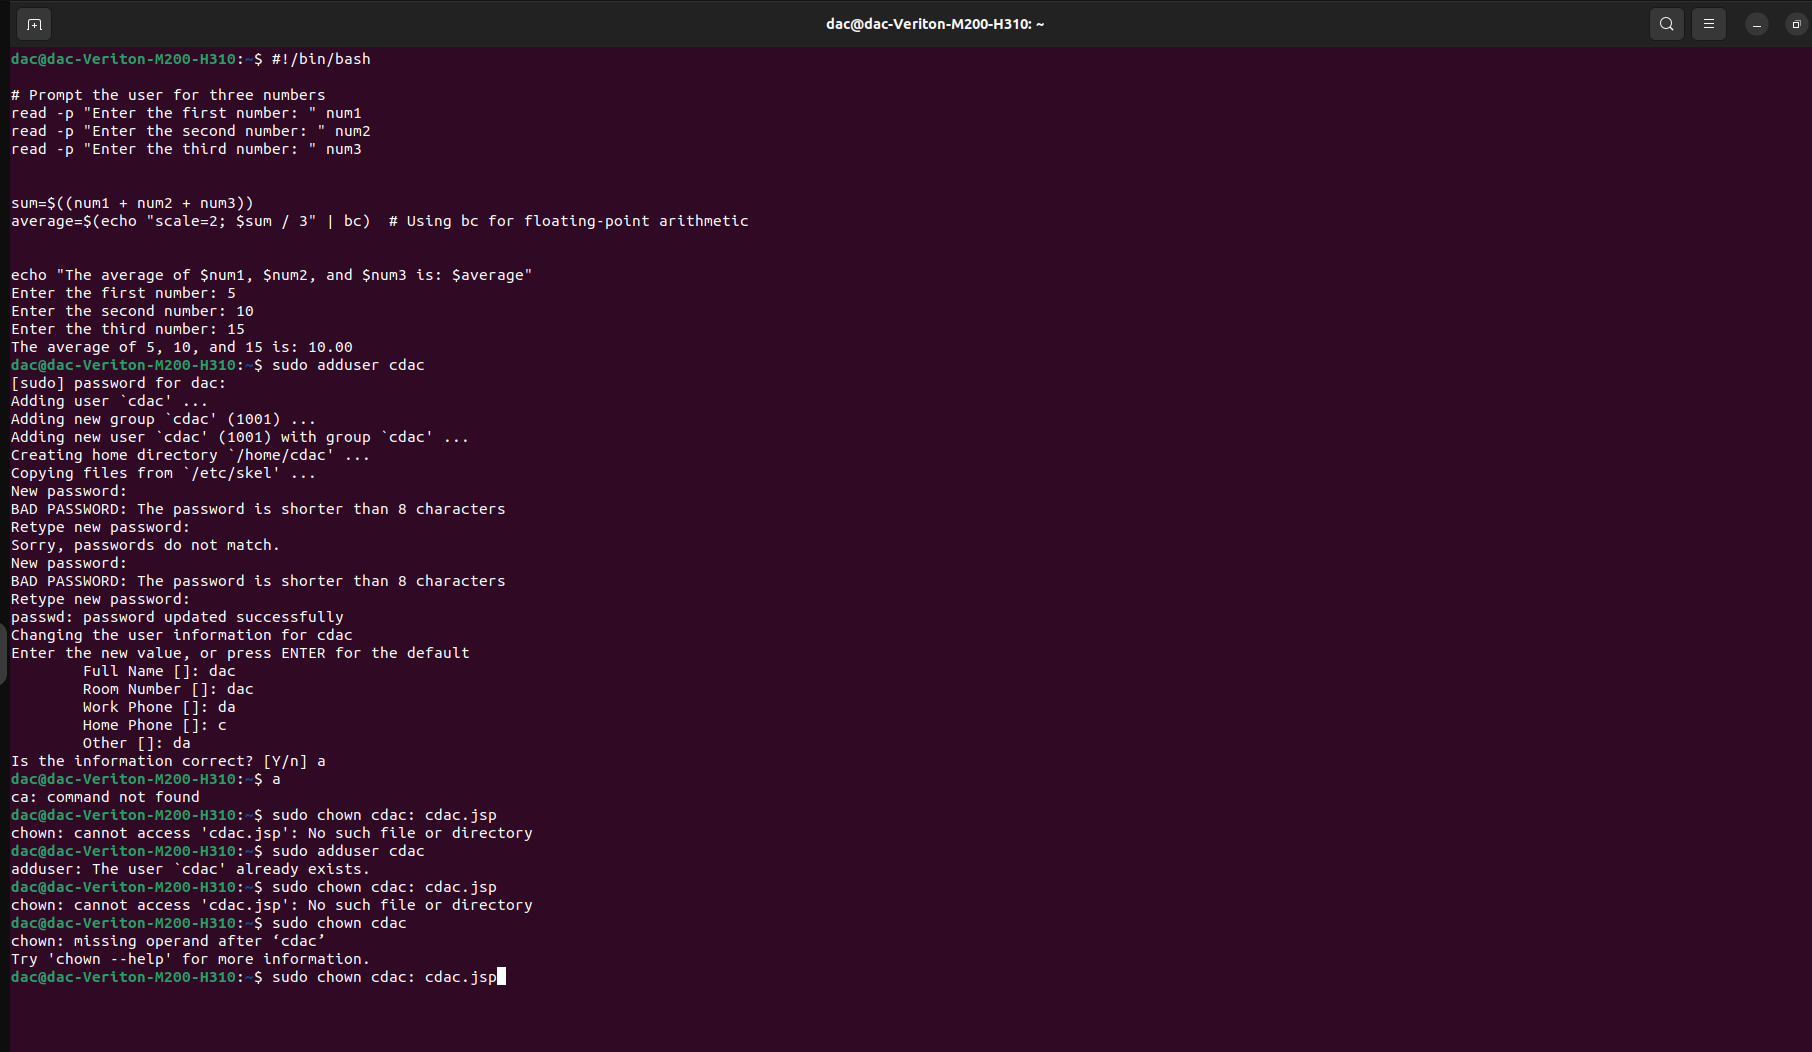 dac@dac-Veriton-M200-H310: ~
dac@dac-Veriton-M200-H310:~$ #!/bin/bash
# Prompt the user for three numbers
read -p "Enter the first number: " num1
read -p "Enter the second number: " num2
read -p "Enter the third number: " num3
sum=$((num1 + num2 + num3))
average=$(echo "scale=2; $sum / 3" | bc)  # Using bc for floating-point arithmetic
echo "The average of $num1, $num2, and $num3 is: $average"
Enter the first number: 5
Enter the second number: 10
Enter the third number: 15
The average of 5, 10, and 15 is: 10.00
dac@dac-Veriton-M200-H310:~$ sudo adduser cdac
[sudo] password for dac:
Adding user `cdac' ...
Adding new group `cdac' (1001) ...
Adding new user `cdac' (1001) with group `cdac' ...
Creating home directory `/home/cdac' ...
Copying files from `/etc/skel' ...
New password:
BAD PASSWORD: The password is shorter than 8 characters
Retype new password:
Sorry, passwords do not match.
New password:
BAD PASSWORD: The password is shorter than 8 characters
Retype new password:
passwd: password updated successfully
Changing the user information for cdac
Enter the new value, or press ENTER for the default
Full Name []: dac
Room Number []: dac
Work Phone []: da
Home Phone []: c
Other []: da
Is the information correct? [Y/n] a
dac@dac-Veriton-M200-H310:~$ a
ca: command not found
dac@dac-Veriton-M200-H310:~$ sudo chown cdac: cdac.jsp
chown: cannot access 'cdac.jsp': No such file or directory
dac@dac-Veriton-M200-H310:~$ sudo adduser cdac
adduser: The user `cdac' already exists.
dac@dac-Veriton-M200-H310:~$ sudo chown cdac: cdac.jsp
chown: cannot access 'cdac.jsp': No such file or directory
dac@dac-Veriton-M200-H310:~$ sudo chown cdac
chown: missing operand after ‘cdac’
Try 'chown --help' for more information.
dac@dac-Veriton-M200-H310:~$ sudo chown cdac: cdac.jsp